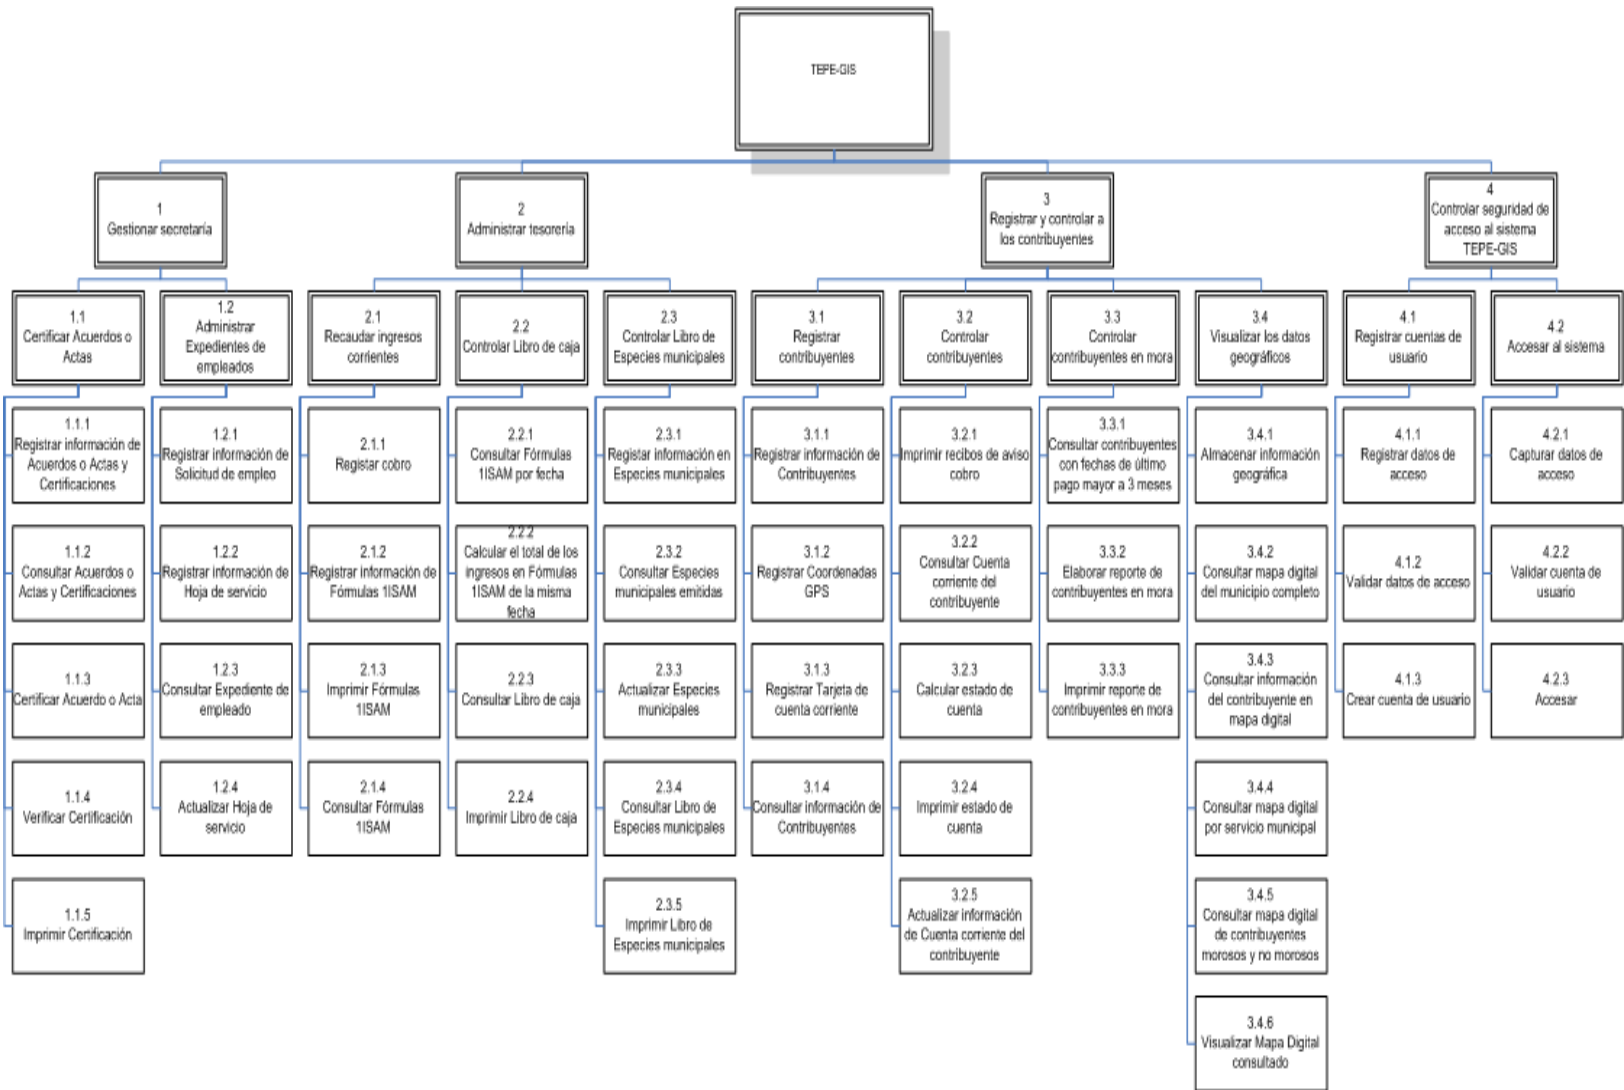 TEPE-GIS
1
Gestionar secretaría
2
Administrar tesorería
3
Registrar y controlar a
los contribuyentes
4
Controlar seguridad de
acceso al sistema
TEPE-GIS
1.1
Certificar Acuerdos o
Actas
1.2
Administrar
Expedientes de
empleados
2.1
Recaudar ingresos
corrientes
2.2
Controlar Libro de caja
2.3
Controlar Libro de
Especies municipales
3.1
Registrar
contribuyentes
3.2
Controlar
contribuyentes
3.3
Controlar
contribuyentes en mora
3.4
Visualizar los datos
geográficos
4.1
Registrar cuentas de
usuario
4.2
Accesar al sistema
1.1.1
Registrar información de
Acuerdos o Actas y
Certificaciones
1.2.1
Registrar información de
Solicitud de empleo
2.1.1
Registar cobro
2.2.1
Consultar Fórmulas
1ISAM por fecha
2.3.1
Registar información en
Especies municipales
3.1.1
Registrar información de
Contribuyentes
3.2.1
Imprimir recibos de aviso
cobro
3.3.1
Consultar contribuyentes
con fechas de último
pago mayor a 3 meses
3.4.1
Almacenar información
geográfica
4.1.1
Registrar datos de
acceso
4.2.1
Capturar datos de
acceso
1.1.2
Consultar Acuerdos o
Actas y Certificaciones
1.2.2
Registrar información de
Hoja de servicio
2.1.2
Registrar información de
Fórmulas 1ISAM
2.2.2
Calcular el total de los
ingresos en Fórmulas
1ISAM de la misma
fecha
2.3.2
Consultar Especies
municipales emitidas
3.1.2
Registrar Coordenadas
GPS
3.2.2
Consultar Cuenta
corriente del
contribuyente
3.3.2
Elaborar reporte de
contribuyentes en mora
3.4.2
Consultar mapa digital
del municipio completo
4.1.2
Validar datos de acceso
4.2.2
Validar cuenta de
usuario
1.1.3
Certificar Acuerdo o Acta
1.2.3
Consultar Expediente de
empleado
2.1.3
Imprimir Fórmulas
1ISAM
2.2.3
Consultar Libro de caja
2.3.3
Actualizar Especies
municipales
3.1.3
Registrar Tarjeta de
cuenta corriente
3.2.3
Calcular estado de
cuenta
3.3.3
Imprimir reporte de
contribuyentes en mora
3.4.3
Consultar información
del contribuyente en
mapa digital
4.1.3
Crear cuenta de usuario
4.2.3
Accesar
1.1.4
Verificar Certificación
1.2.4
Actualizar Hoja de
servicio
2.1.4
Consultar Fórmulas
1ISAM
2.2.4
Imprimir Libro de caja
2.3.4
Consultar Libro de
Especies municipales
3.1.4
Consultar información de
Contribuyentes
3.2.4
Imprimir estado de
cuenta
3.4.4
Consultar mapa digital
por servicio municipal
1.1.5
Imprimir Certificación
2.3.5
Imprimir Libro de
Especies municipales
3.2.5
Actualizar información
de Cuenta corriente del
contribuyente
3.4.5
Consultar mapa digital
de contribuyentes
morosos y no morosos
3.4.6
Visualizar Mapa Digital
consultado